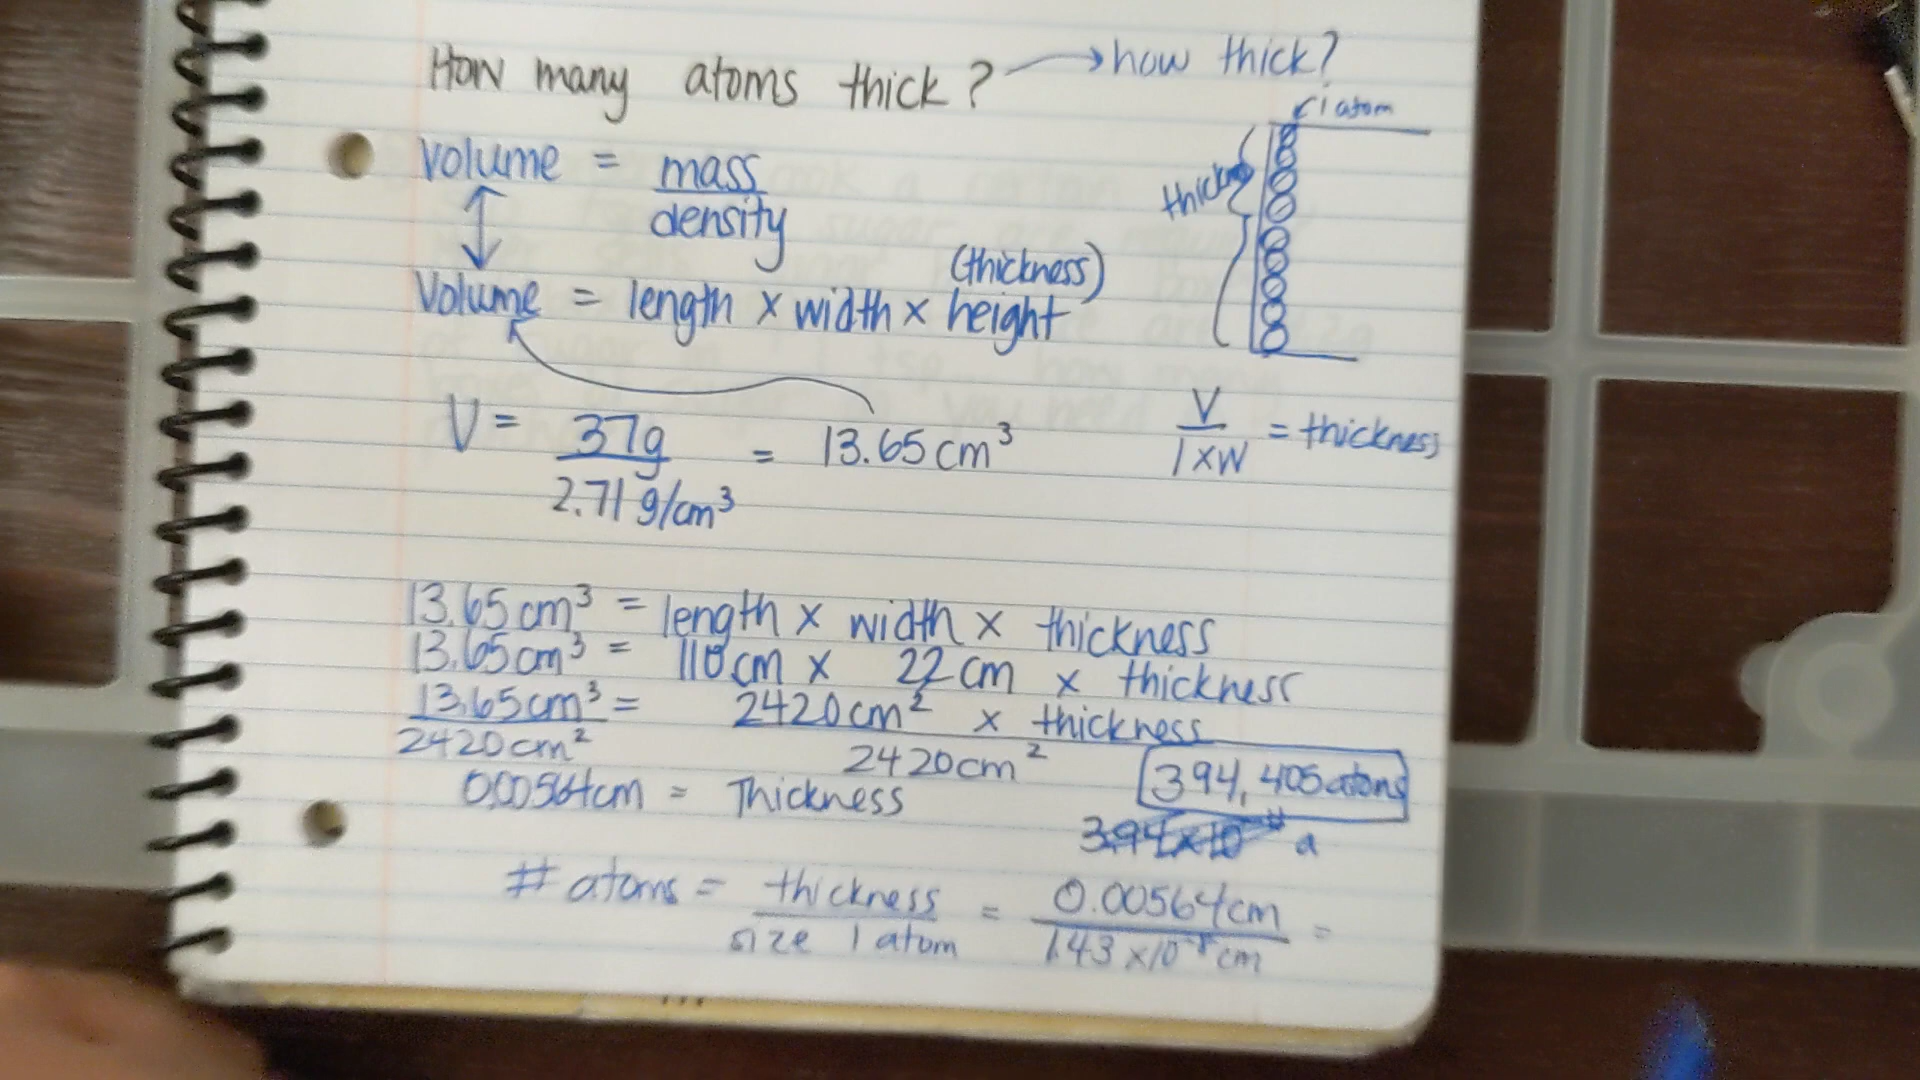 How many atoms thick? → how thick?
1 atom
thickness
Volume = mass / density
(thickness)
Volume = length x width x height
V = 37g / 2.71 g/cm³ = 13.65 cm³
V / l x w = thickness
13.65 cm³ = length x width x thickness
13.65 cm³ = 110 cm x 22 cm x thickness
13.65 cm³ / 2420 cm² = 2420 cm² x thickness / 2420 cm²
0.00564 cm = Thickness
394,405 atoms
a
# atoms = thickness / size 1 atom = 0.00564 cm / 1.43 x 10⁻⁸ cm =